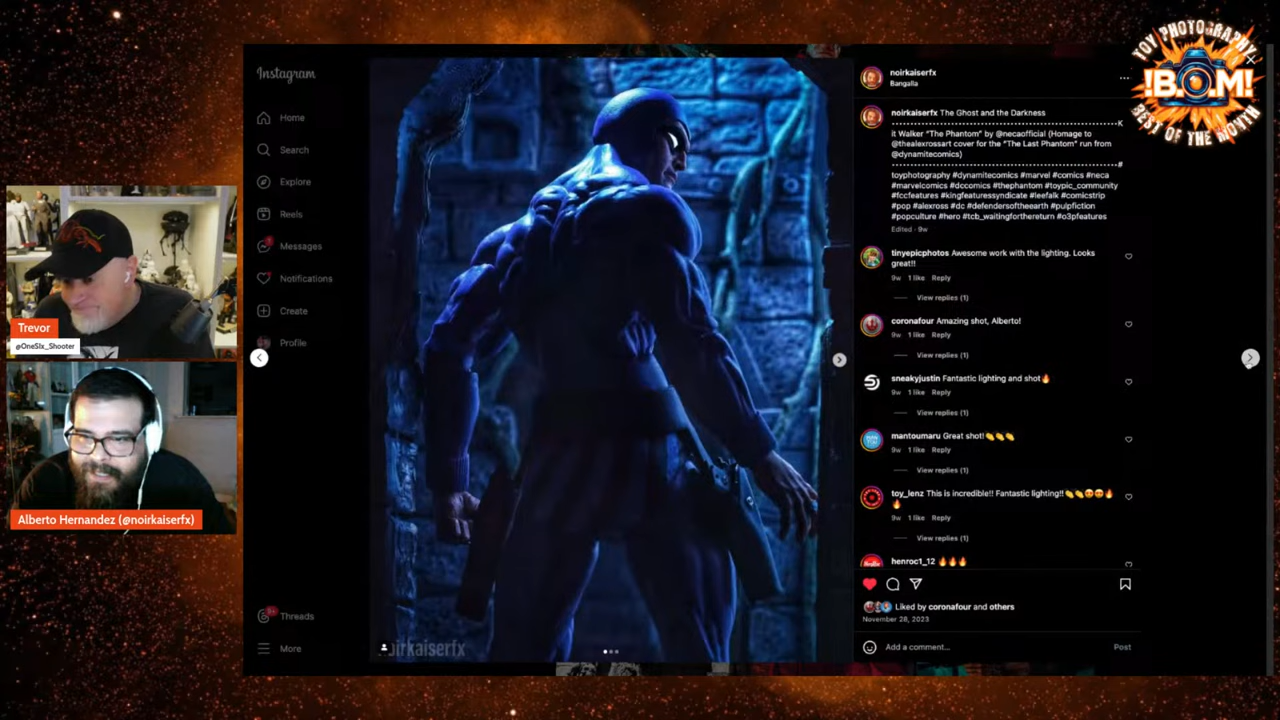 TOY PHOTOGRAPHY
!B.O.M!
BEST OF THE MONTH
Trevor
@OneSIx_Shooter
Alberto Hernandez (@noirkaiserfx)
Instagram
Home
Search
Explore
Reels
Messages
Notifications
Create
Profile
Threads
9+
More
noirkaiserfx
noirkaiserfx
Bangalla
noirkaiserfx The Ghost and the Darkness
--------------------------------------------------------K
it Walker "The Phantom" by @necaofficial (Homage to
@thealexrossart cover for the "The Last Phantom" run from
@dynamitecomics)
--------------------------------------------------------#
toyphotography #dynamitecomics #marvel #comics #neca
#marvelcomics #dccomics #thephantom #toypic_community
#fccfeatures #kingfeaturessyndicate #leefalk #comicstrip
#pop #alexross #dc #defendersoftheearth #pulpfiction
#popculture #hero #tcb_waitingforthereturn #o3pfeatures
Edited · 9w
tinyepicphotos Awesome work with the lighting. Looks
great!!
9w 1 like Reply
View replies (1)
coronafour Amazing shot, Alberto!
9w 1 like Reply
View replies (1)
sneakyjustin Fantastic lighting and shot🔥
9w 1 like Reply
View replies (1)
mantoumaru Great shot!👏👏👏
9w 1 like Reply
View replies (1)
toy_lenz This is incredible!! Fantastic lighting!!👏👏😍😍🔥
🔥
9w 1 like Reply
View replies (1)
henroc1_12 🔥🔥🔥
Liked by coronafour and others
November 28, 2023
Add a comment...
Post